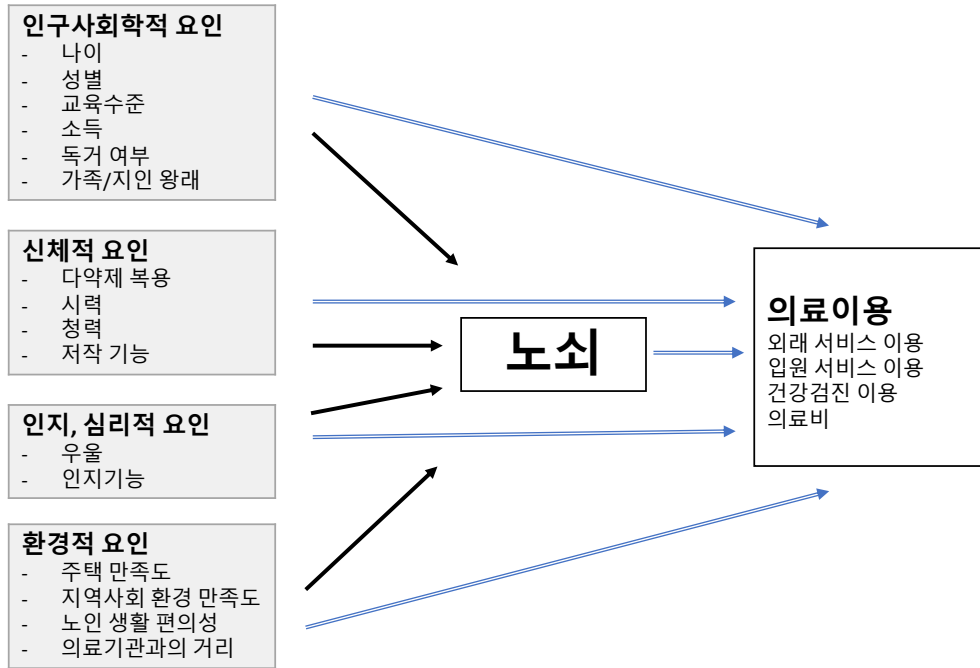 인구사회학적 요인
- 나이
- 성별
- 교육수준
- 소득
- 독거 여부
- 가족/지인 왕래
신체적 요인
- 다약제 복용
- 시력
- 청력
- 저작 기능
인지, 심리적 요인
- 우울
- 인지기능
환경적 요인
- 주택 만족도
- 지역사회 환경 만족도
- 노인 생활 편의성
- 의료기관과의 거리
노쇠
의료이용
외래 서비스 이용
입원 서비스 이용
건강검진 이용
의료비